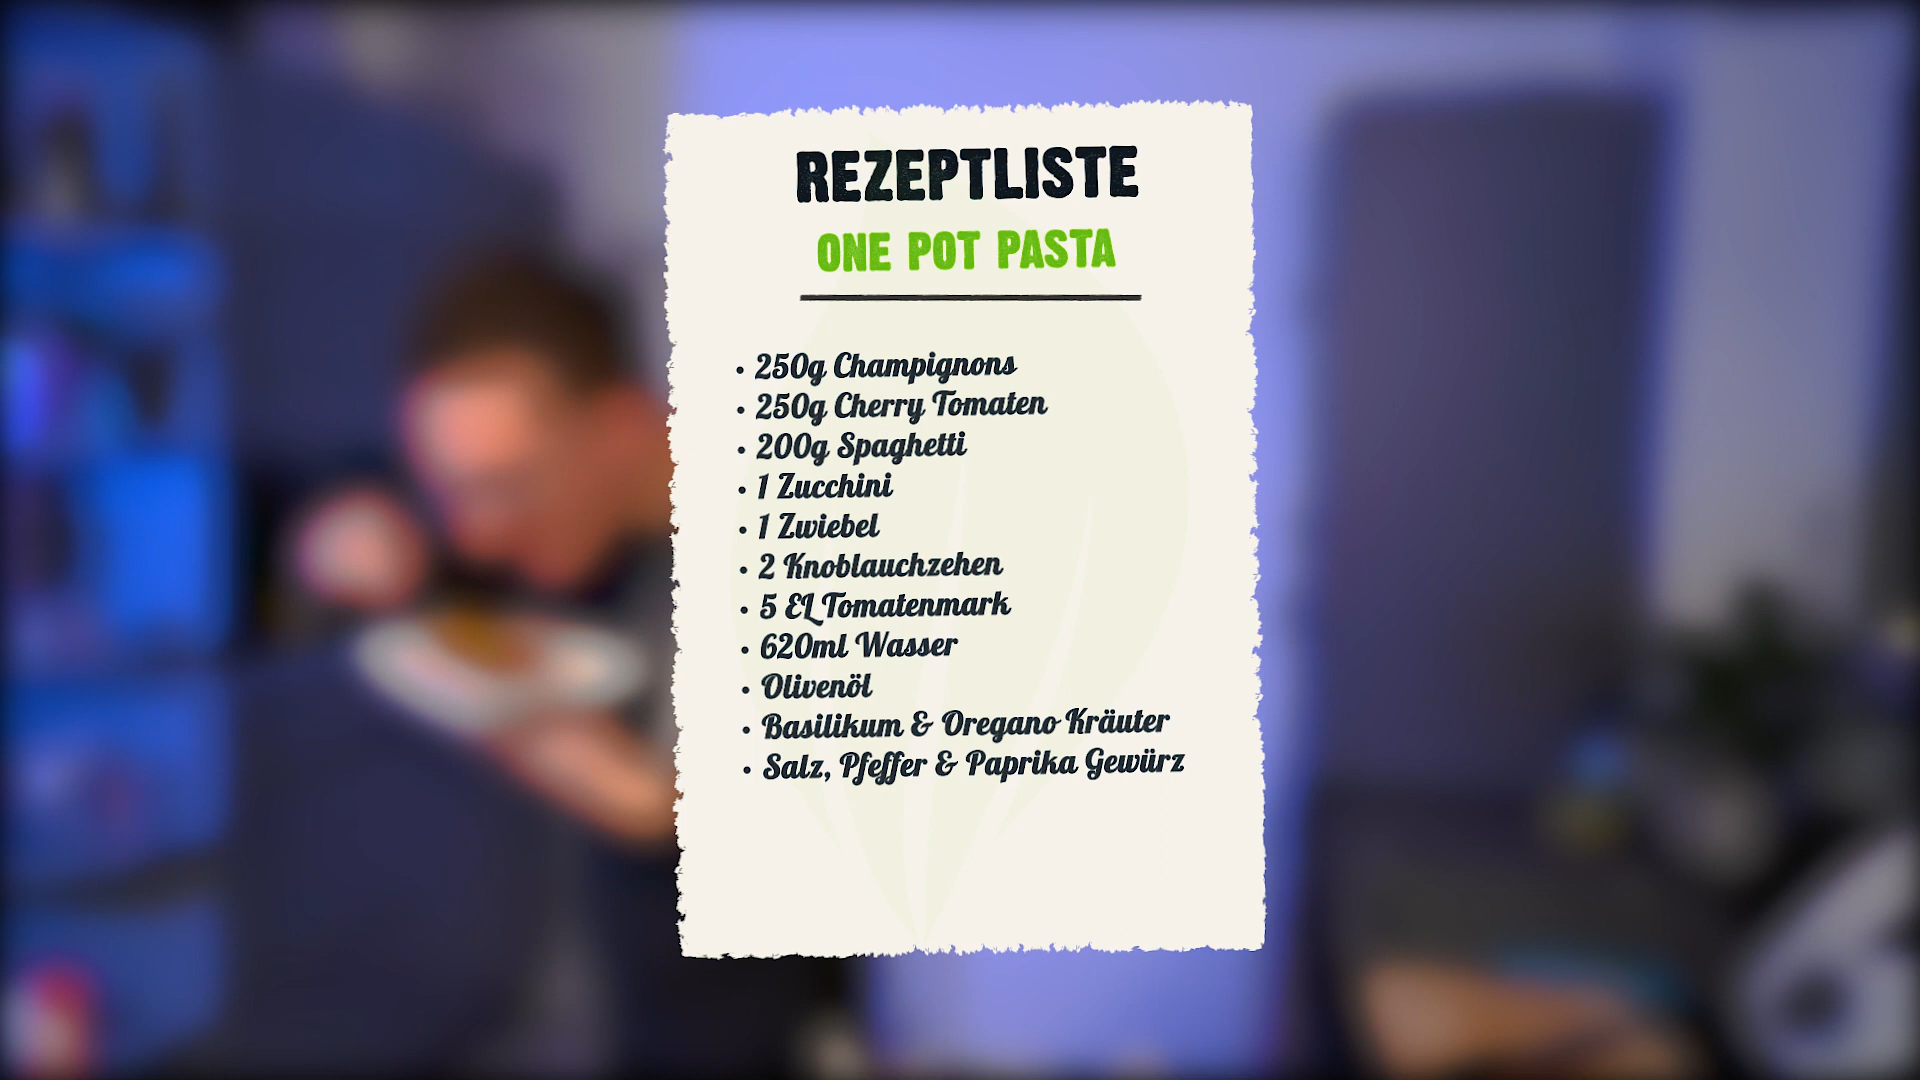 REZEPTLISTE
ONE POT PASTA
• 250g Champignons
• 250g Cherry Tomaten
• 200g Spaghetti
• 1 Zucchini
• 1 Zwiebel
• 2 Knoblauchzehen
• 5 EL Tomatenmark
• 620ml Wasser
• Olivenöl
• Basilikum & Oregano Kräuter
• Salz, Pfeffer & Paprika Gewürz